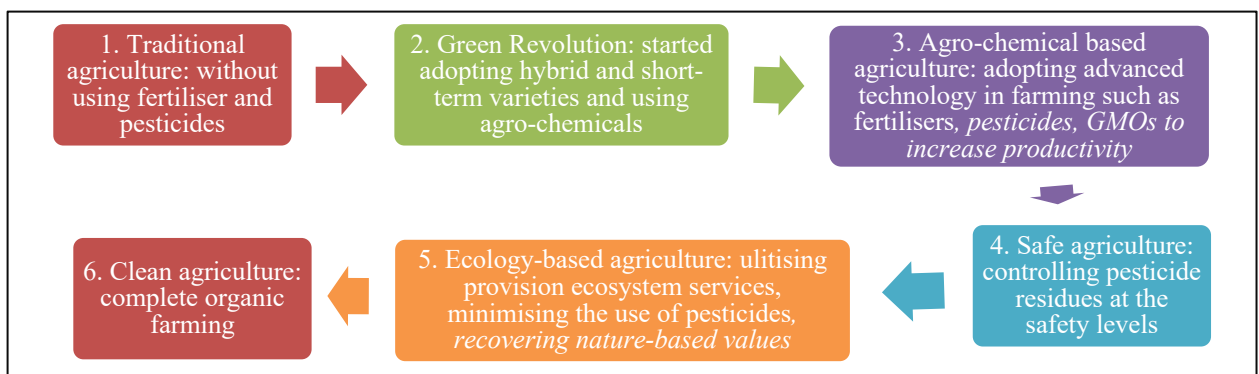 1. Traditional
agriculture: without
using fertiliser and
pesticides
2. Green Revolution: started
adopting hybrid and short-
term varieties and using
agro-chemicals
3. Agro-chemical based
agriculture: adopting advanced
technology in farming such as
fertilisers, pesticides, GMOs to
increase productivity
4. Safe agriculture:
controlling pesticide
residues at the
safety levels
5. Ecology-based agriculture: ulitising
provision ecosystem services,
minimising the use of pesticides,
recovering nature-based values
6. Clean agriculture:
complete organic
farming